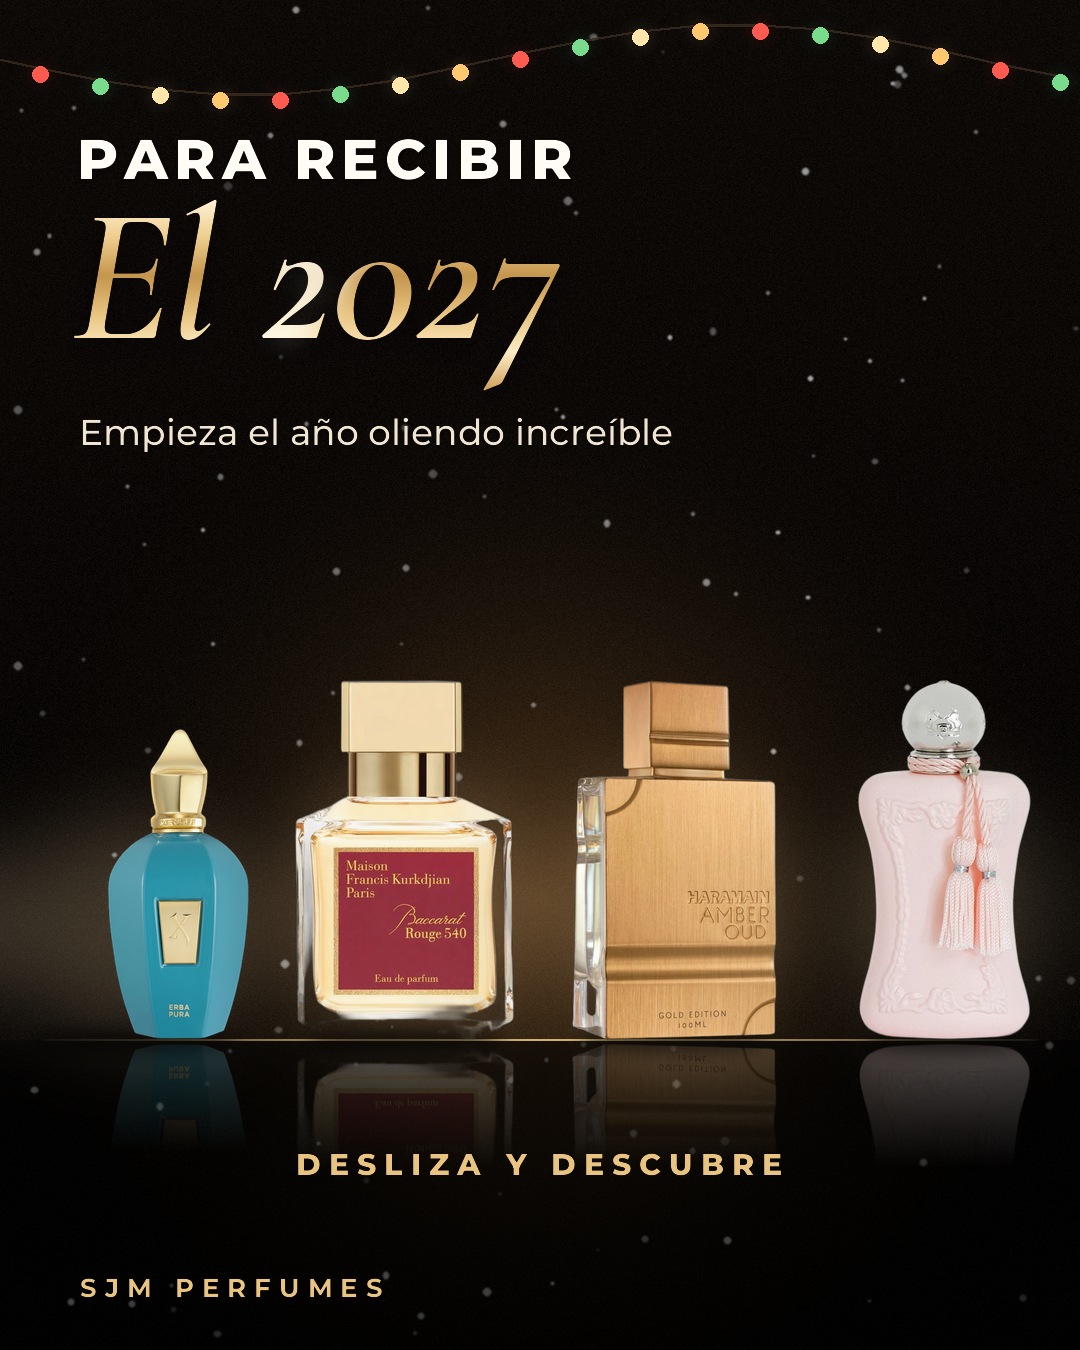 PARA RECIBIR
El 2027
Empieza el año oliendo increíble
ERBA
PURA
Maison
Francis Kurkdjian
Paris
Baccarat
Rouge 540
Eau de parfum
HARAMAIN
AMBER
OUD
GOLD EDITION
100ML
DESLIZA Y DESCUBRE
SJM PERFUMES